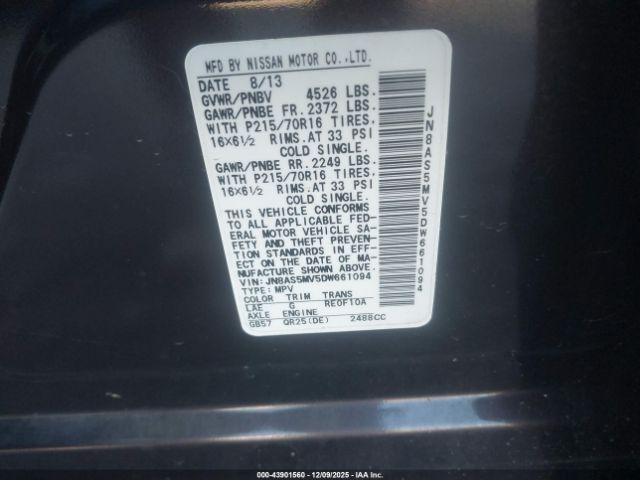 MFD BY NISSAN MOTOR CO.,LTD.
DATE 8/13
GVWR/PNBV 4526 LBS.
GAWR/PNBE FR. 2372 LBS.
WITH P215/70R16 TIRES,
16X6½ RIMS.AT 33 PSI
COLD SINGLE.
GAWR/PNBE RR. 2249 LBS.
WITH P215/70R16 TIRES,
16X6½ RIMS.AT 33 PSI
COLD SINGLE.
THIS VEHICLE CONFORMS
TO ALL APPLICABLE FED-
ERAL MOTOR VEHICLE SA-
FETY AND THEFT PREVEN-
TION STANDARDS IN EFF-
ECT ON THE DATE OF MA-
NUFACTURE SHOWN ABOVE.
VIN: JN8AS5MV5DW661094
TYPE: MPV
COLOR TRIM TRANS
LAE G RE0F10A
AXLE ENGINE
GB57 QR25(DE) 2488CC
JN8AS5MV5DW661094
000-43901560 - 12/09/2025 - IAAI.com